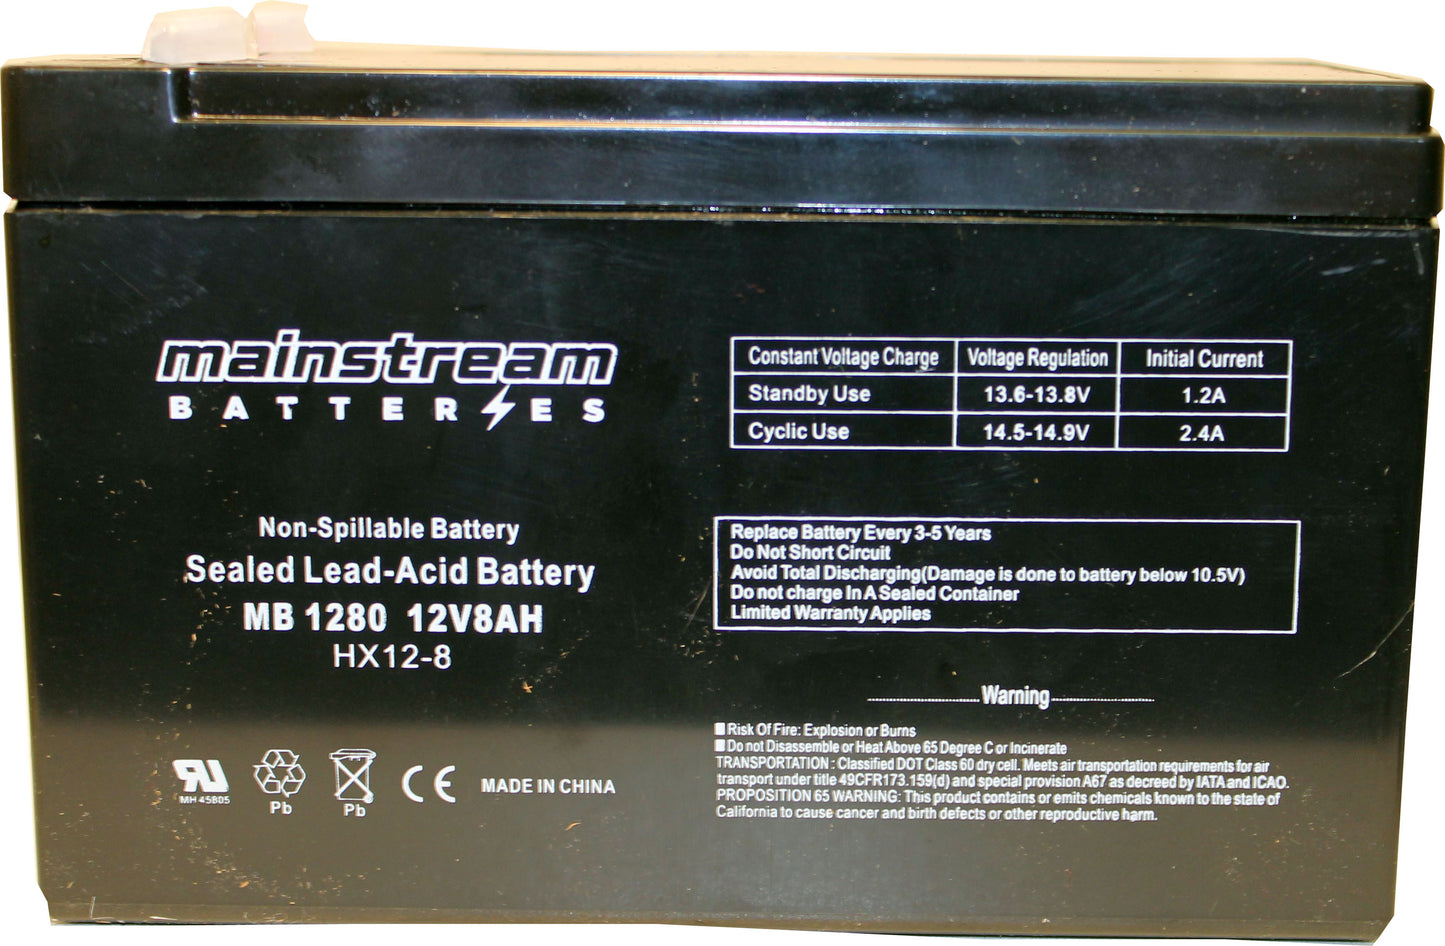 mainstream
BATTERIES
Non-Spillable Battery
Sealed Lead-Acid Battery
MB 1280 12V8AH
HX12-8
MH 45805
Pb
Pb
CE
MADE IN CHINA
Constant Voltage Charge Voltage Regulation Initial Current
Standby Use 13.6-13.8V 1.2A
Cyclic Use 14.5-14.9V 2.4A
Replace Battery Every 3-5 Years
Do Not Short Circuit
Avoid Total Discharging(Damage is done to battery below 10.5V)
Do not charge In A Sealed Container
Limited Warranty Applies
Warning
Risk Of Fire: Explosion or Burns
Do not Disassemble or Heat Above 65 Degree C or Incinerate
TRANSPORTATION : Classified DOT Class 60 dry cell. Meets air transportation requirements for air
transport under title 49CFR173.159(d) and special provision A67 as decreed by IATA and ICAO.
PROPOSITION 65 WARNING: This product contains or emits chemicals known to the state of
California to cause cancer and birth defects or other reproductive harm.